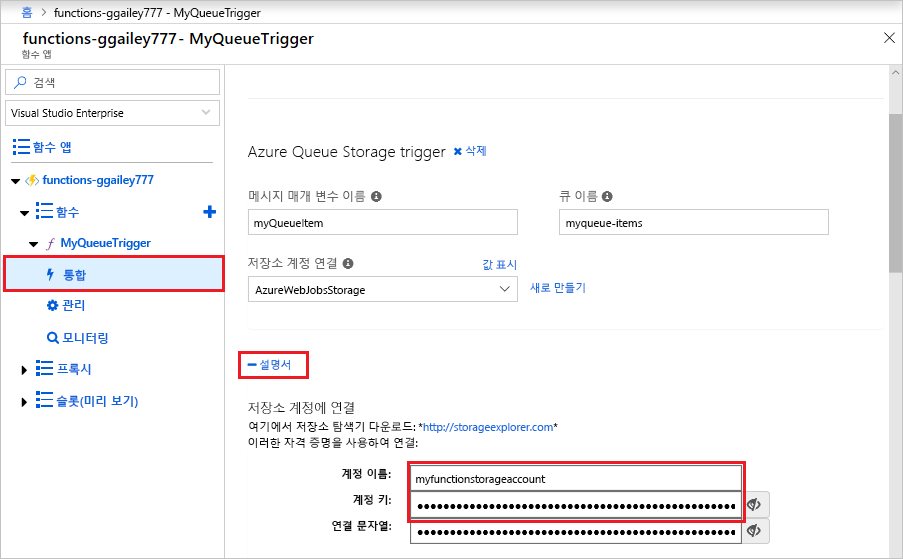 홈 > functions-ggailey777 - MyQueueTrigger
functions-ggailey777 - MyQueueTrigger
함수 앱
검색
Visual Studio Enterprise
함수 앱
functions-ggailey777
함수
MyQueueTrigger
통합
관리
모니터링
프록시
슬롯(미리 보기)
Azure Queue Storage trigger ✖ 삭제
메시지 매개 변수 이름
큐 이름
myQueueItem
myqueue-items
저장소 계정 연결
값 표시
AzureWebJobsStorage
새로 만들기
설명서
저장소 계정에 연결
여기에서 저장소 탐색기 다운로드: *http://storageexplorer.com*
이러한 자격 증명을 사용하여 연결:
계정 이름: myfunctionstorageaccount
계정 키:
연결 문자열: